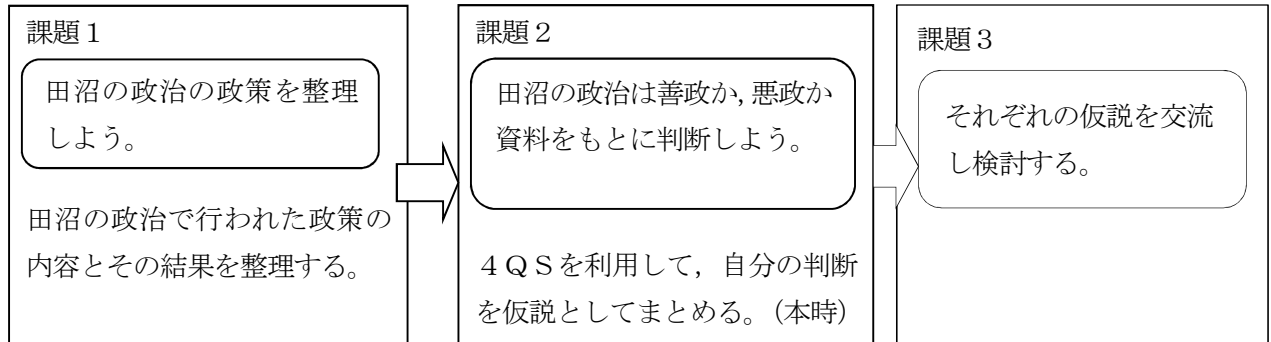 課題１
田沼の政治の政策を整理
しよう。
田沼の政治で行われた政策の
内容とその結果を整理する。
課題２
田沼の政治は善政か，悪政か
資料をもとに判断しよう。
４ＱＳを利用して，自分の判断
を仮説としてまとめる。（本時）
課題３
それぞれの仮説を交流
し検討する。